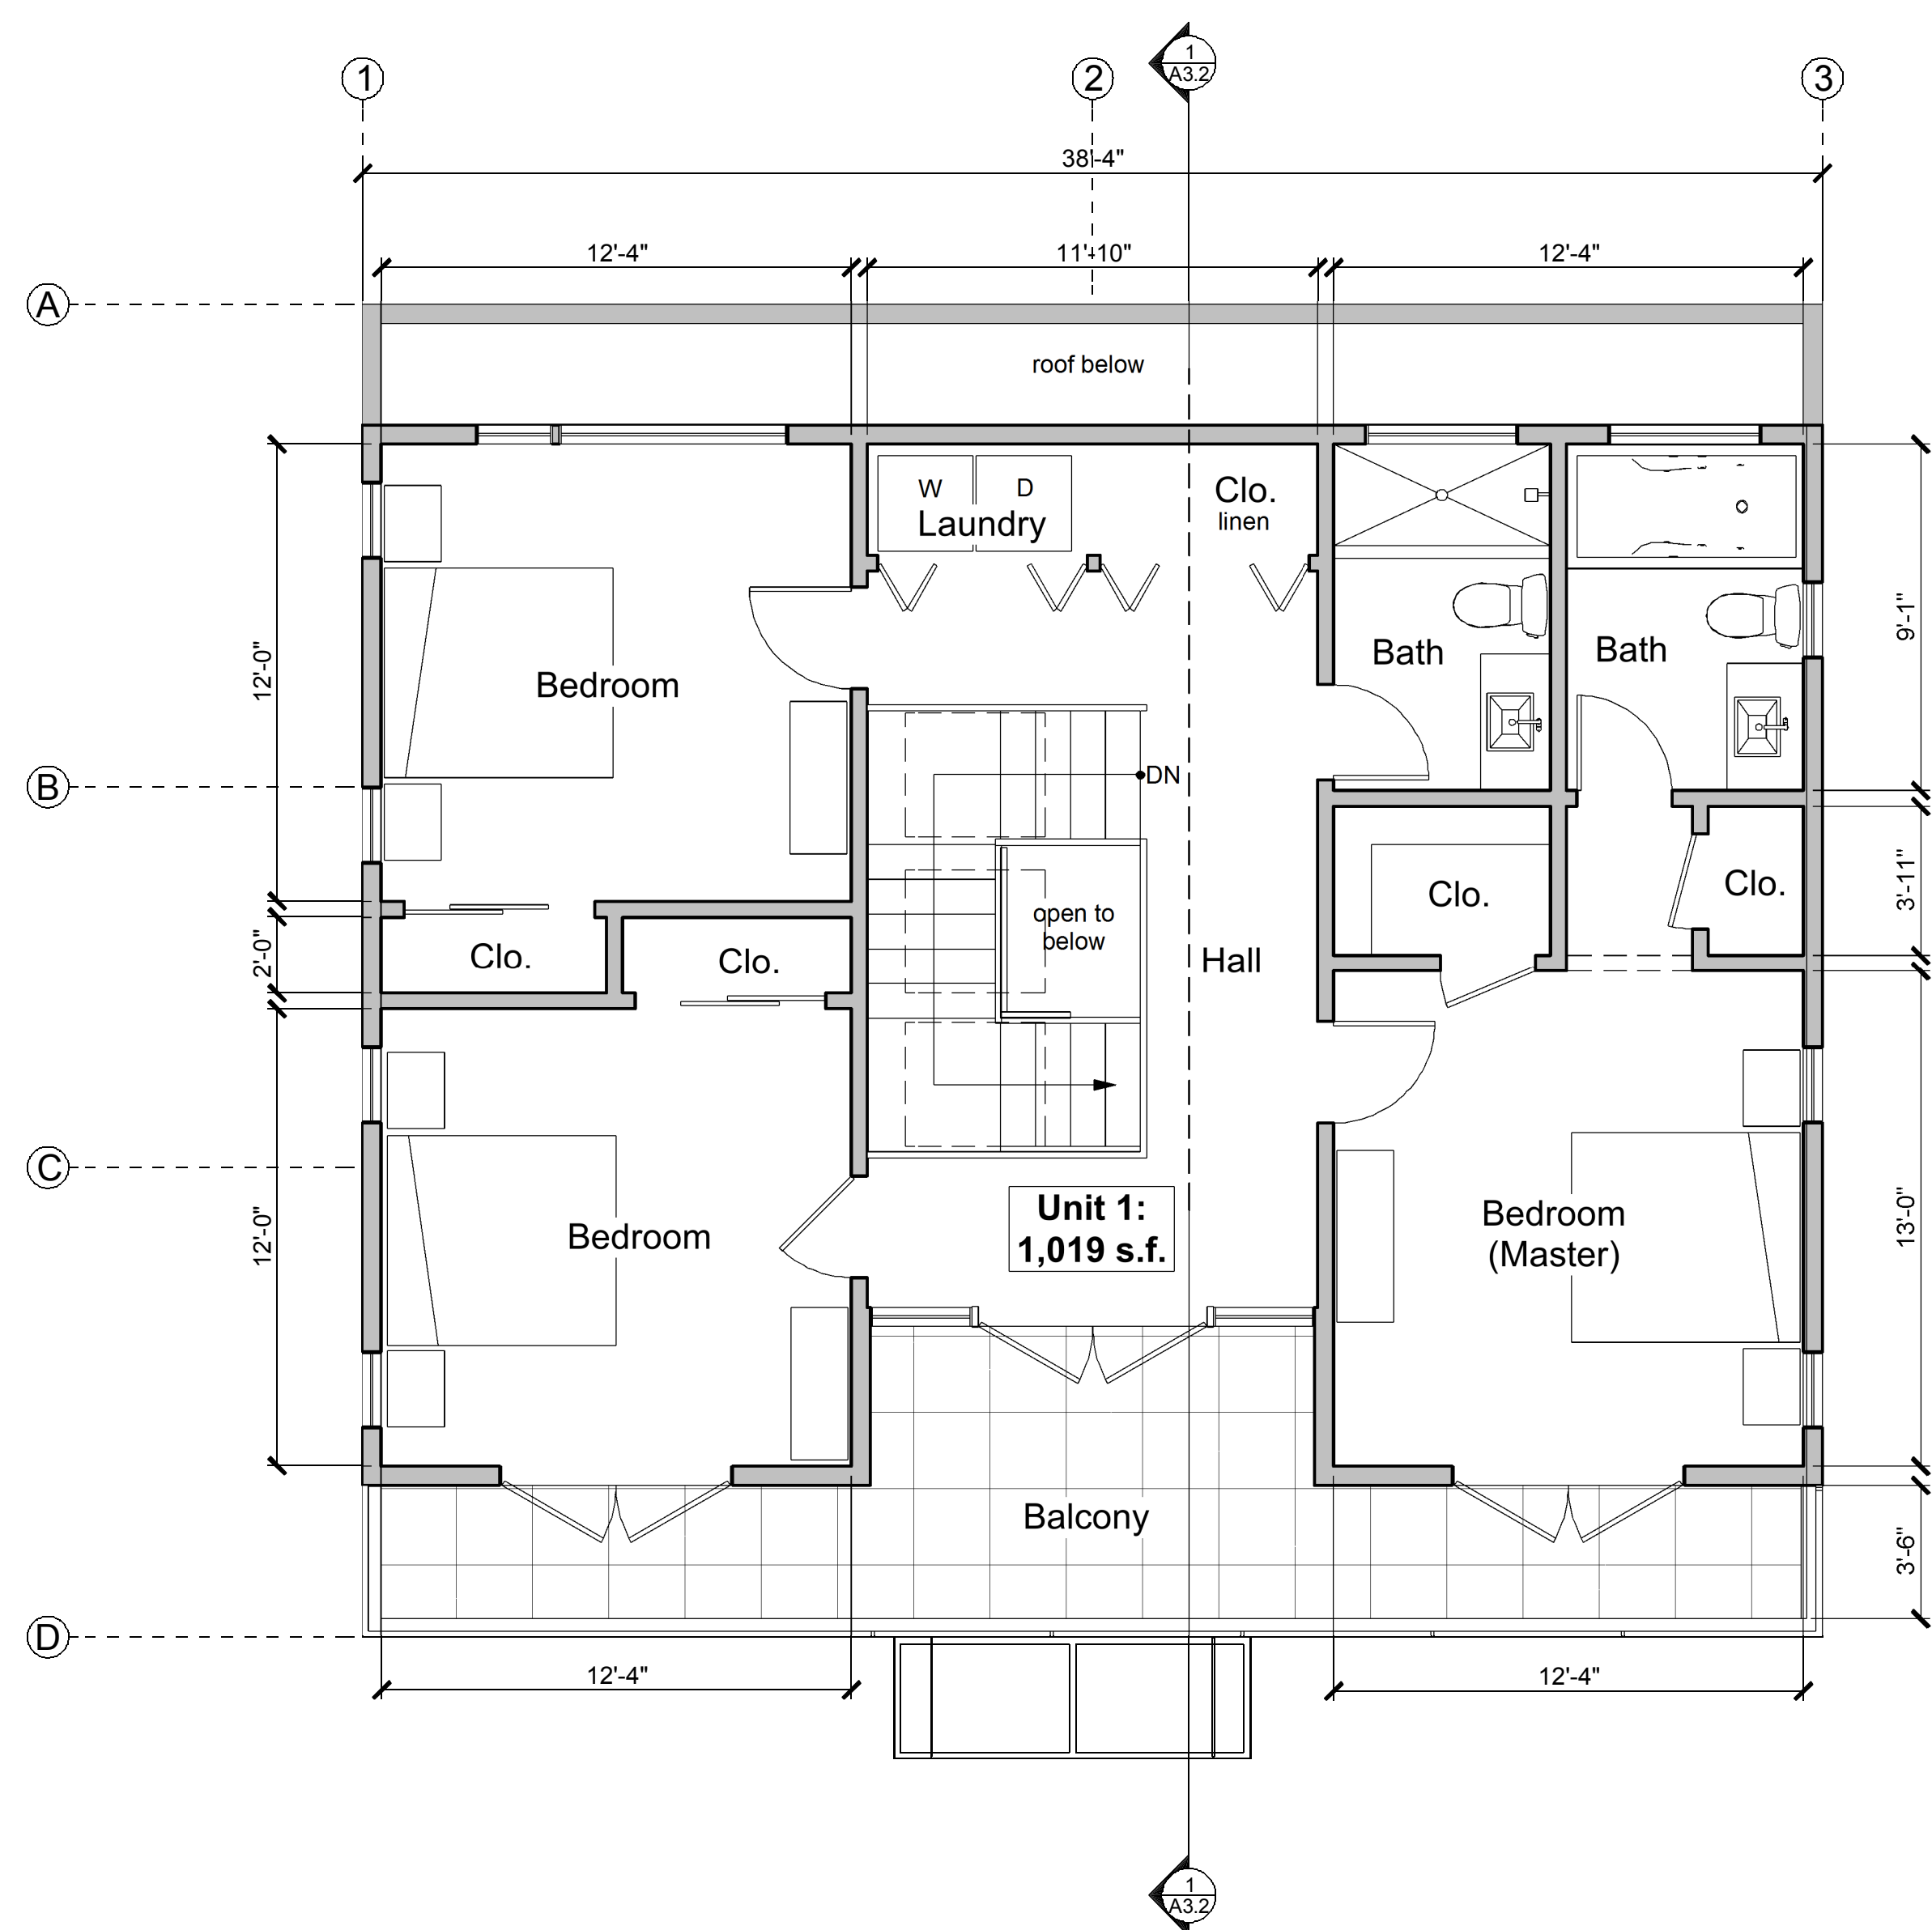 1
2
1
A3.2
3
38'-4"
12'-4"
11'-10"
12'-4"
A
roof below
W
D
Laundry
Clo.
linen
12'-0"
Bedroom
Bath
Bath
9'-1"
B
DN
open to
below
Clo.
Clo.
3'-11"
2'-0"
Clo.
Clo.
Hall
C
12'-0"
Bedroom
Unit 1:
1,019 s.f.
Bedroom
(Master)
13'-0"
Balcony
3'-6"
D
12'-4"
12'-4"
1
A3.2